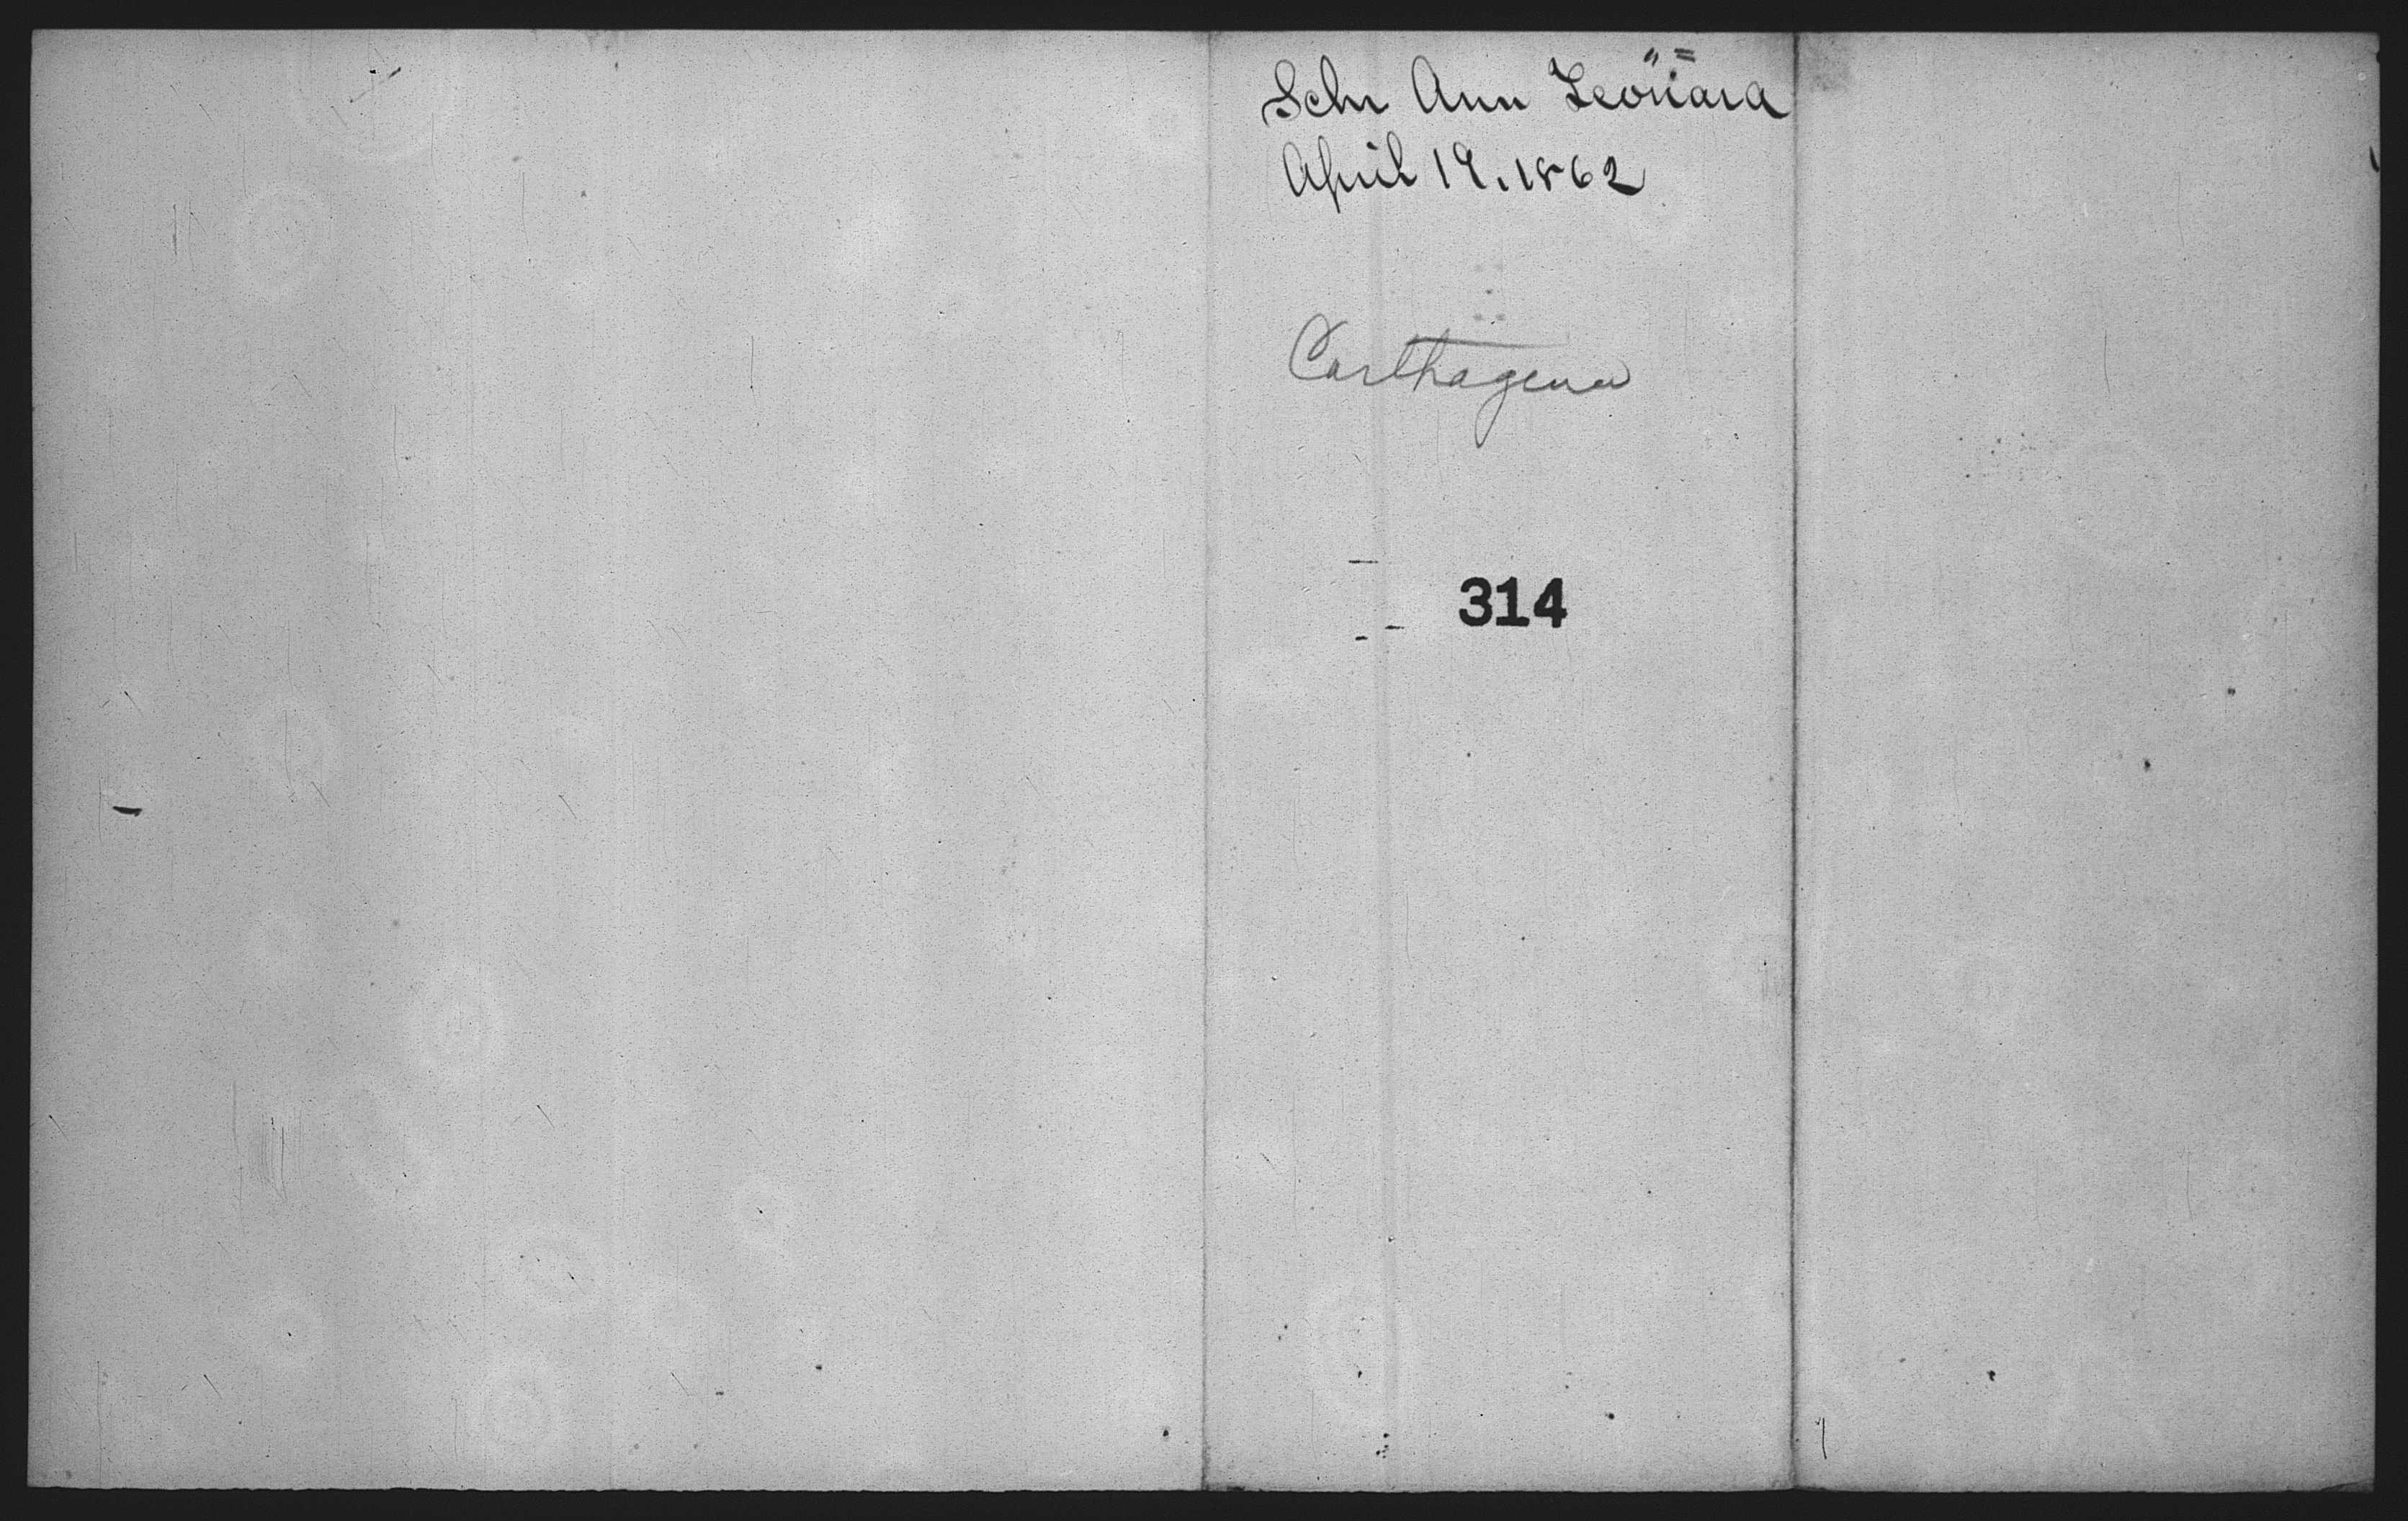 Schr Ann Leonara
April 19. 1862
Carthagena
314